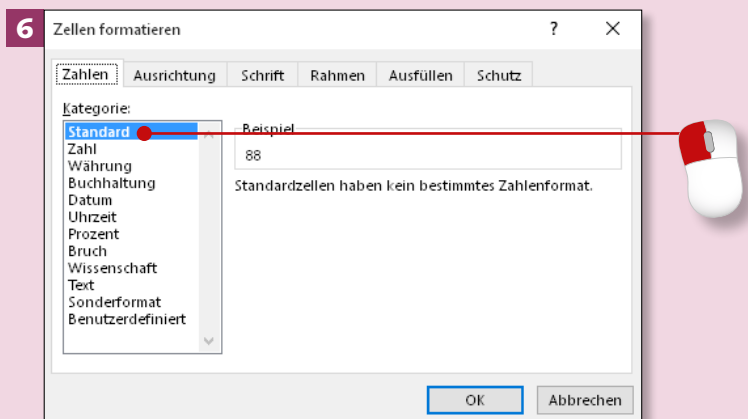 6
Zellen formatieren ? ×
Zahlen Ausrichtung Schrift Rahmen Ausfüllen Schutz
Kategorie:
Standard
Zahl
Währung
Buchhaltung
Datum
Uhrzeit
Prozent
Bruch
Wissenschaft
Text
Sonderformat
Benutzerdefiniert
Beispiel
88
Standardzellen haben kein bestimmtes Zahlenformat.
OK Abbrechen